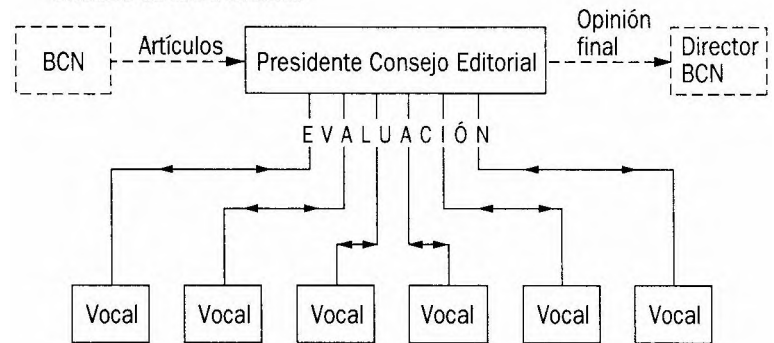 BCN
Artículos
Presidente Consejo Editorial
Opinión
final
Director
BCN
EVALUACIÓN
Vocal
Vocal
Vocal
Vocal
Vocal
Vocal